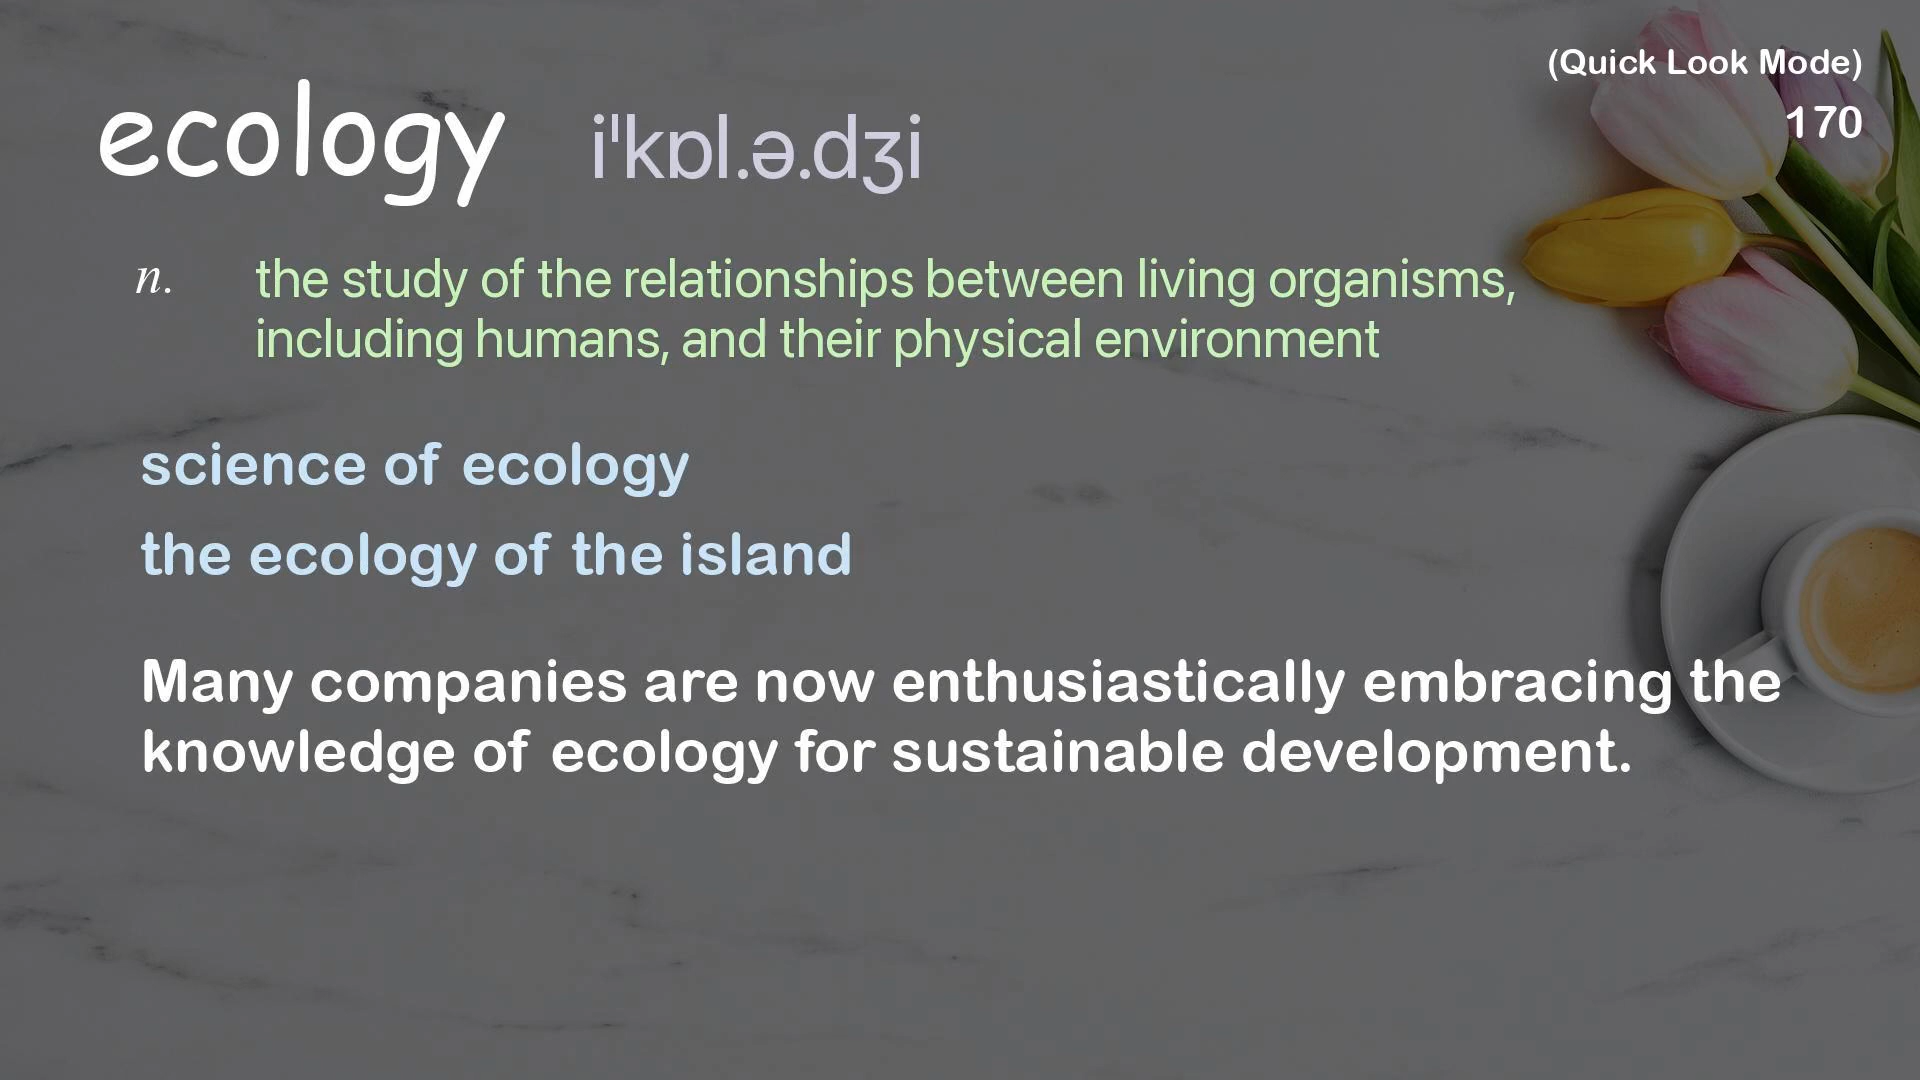 (Quick Look Mode)
170
ecology iˈkɒl.ə.dʒi
n. the study of the relationships between living organisms,
including humans, and their physical environment
science of ecology
the ecology of the island
Many companies are now enthusiastically embracing the
knowledge of ecology for sustainable development.